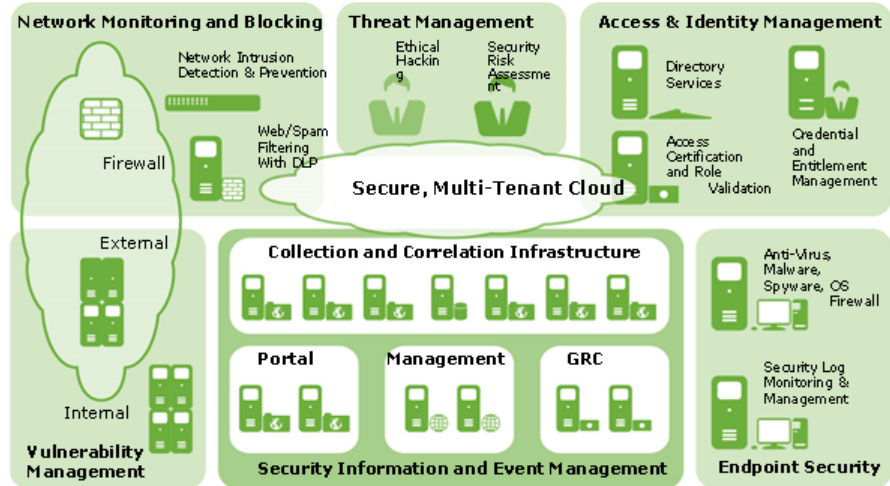 Network Monitoring and Blocking
Network Intrusion
Detection & Prevention
Firewall
Web/Spam
Filtering
With DLP
Threat Management
Ethical
Hackin
g
Security
Risk
Assessme
nt
Access & Identity Management
Directory
Services
Access
Certification
and Role
Validation
Credential
and
Entitlement
Management
Secure, Multi-Tenant Cloud
External
Internal
Vulnerability
Management
Collection and Correlation Infrastructure
Portal
Management
GRC
Security Information and Event Management
Anti-Virus,
Malware,
Spyware, OS
Firewall
Security Log
Monitoring &
Management
Endpoint Security